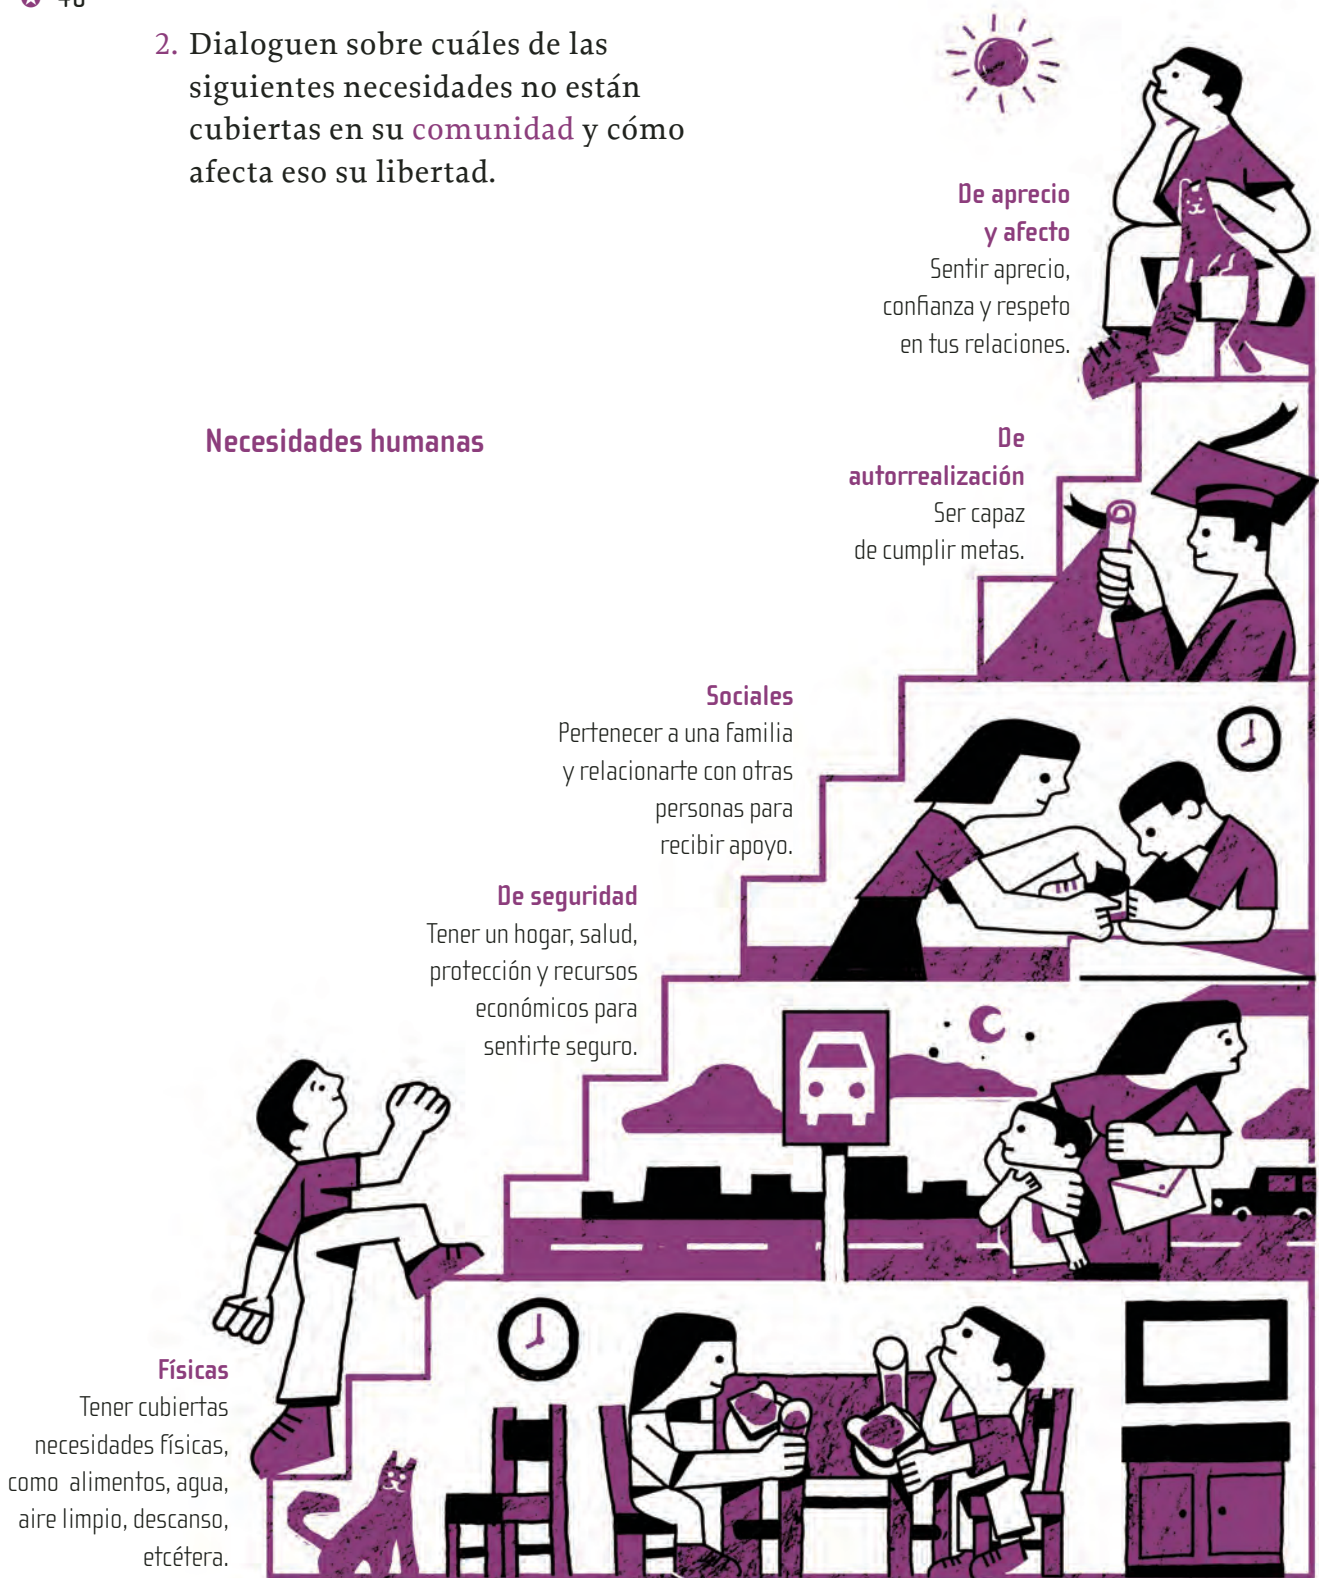 2. Dialoguen sobre cuáles de las
siguientes necesidades no están
cubiertas en su comunidad y cómo
afecta eso su libertad.
De aprecio
y afecto
Sentir aprecio,
confianza y respeto
en tus relaciones.
Necesidades humanas
De
autorrealización
Ser capaz
de cumplir metas.
Sociales
Pertenecer a una familia
y relacionarte con otras
personas para
recibir apoyo.
De seguridad
Tener un hogar, salud,
protección y recursos
económicos para
sentirte seguro.
Físicas
Tener cubiertas
necesidades físicas,
como alimentos, agua,
aire limpio, descanso,
etcétera.